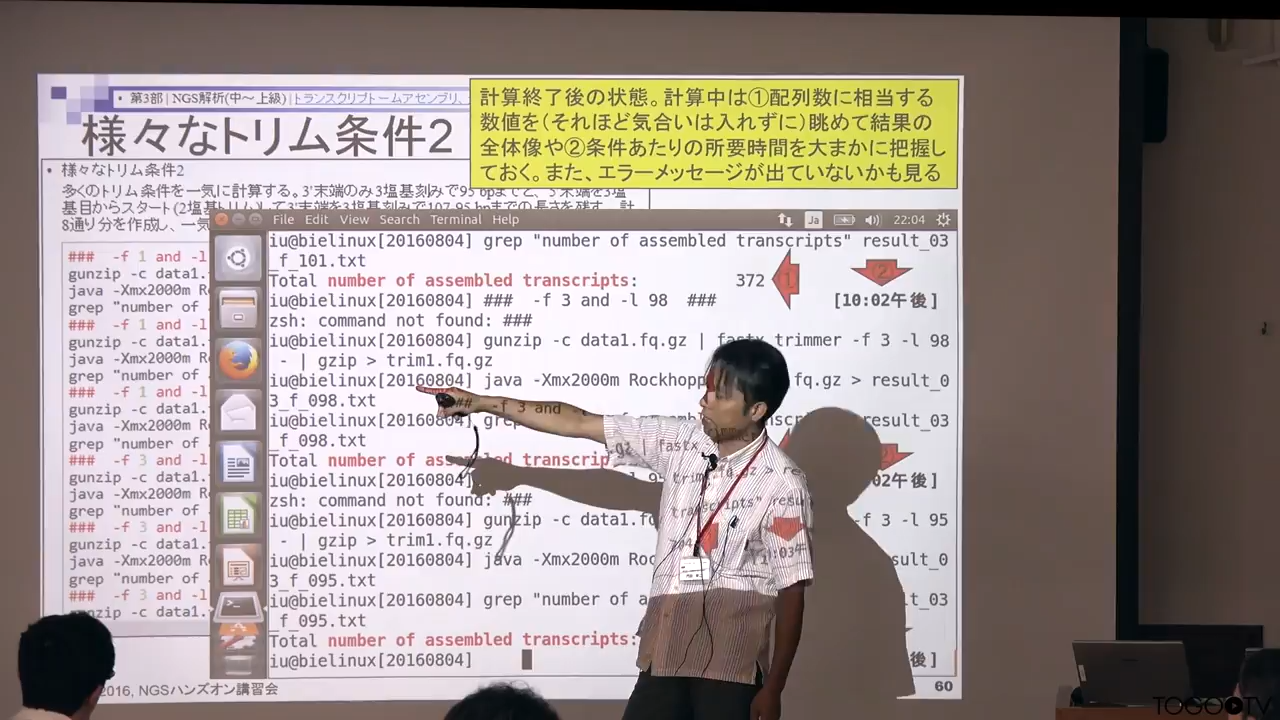 • 第3部 | NGS解析(中～上級) | トランスクリプトームアセンブリ、
様々なトリム条件2
計算終了後の状態。計算中は①配列数に相当する
数値を(それほど気合いは入れずに)眺めて結果の
全体像や②条件あたりの所要時間を大まかに把握し
ておく。また、エラーメッセージが出ていないかも見る
• 様々なトリム条件2
多くのトリム条件を一気に計算する。3'末端のみ3塩基刻みで95 bpまでと、5'末端を3塩
基目からスタート(2塩基トリム)して3'末端を3塩基刻みで107-95 bpまでの長さを残す、計
8通り分を作成し、一気
### -f 1 and -l
gunzip -c data1.
java -Xmx2000m Ro
grep "number of
### -f 1 and -l
gunzip -c data1.
java -Xmx2000m Ro
grep "number of
### -f 1 and -l
gunzip -c data1.
java -Xmx2000m Ro
grep "number of
### -f 3 and -l
gunzip -c data1.
java -Xmx2000m Ro
grep "number of
### -f 3 and -l
gunzip -c data1.
java -Xmx2000m R
grep "number of
### -f 3 and -l
gunzip -c data1.
File Edit View Search Terminal Help
Ja
22:04
iu@bielinux[20160804] grep "number of assembled transcripts" result_03
_f_101.txt
Total number of assembled transcripts: 372
①
②
iu@bielinux[20160804] ### -f 3 and -l 98 ### [10:02午後]
zsh: command not found: ###
iu@bielinux[20160804] gunzip -c data1.fq.gz | fastx_trimmer -f 3 -l 98
- | gzip > trim1.fq.gz
iu@bielinux[20160804] java -Xmx2000m Rockhopp fq.gz > result_0
3_f_098.txt
iu@bielinux[20160804] grep result_03
_f_098.txt
Total number of assembled transcrip
iu@bielinux[20160804] ### -f 3 and 02午後]
zsh: command not found: ###
iu@bielinux[20160804] gunzip -c data1.fq -f 3 -l 95
- | gzip > trim1.fq.gz
iu@bielinux[20160804] java -Xmx2000m Rock result_0
3_f_095.txt
iu@bielinux[20160804] grep "number of a lt_03
_f_095.txt
Total number of assembled transcripts:
iu@bielinux[20160804] 後]
2016, NGSハンズオン講習会
60
TOGOTV